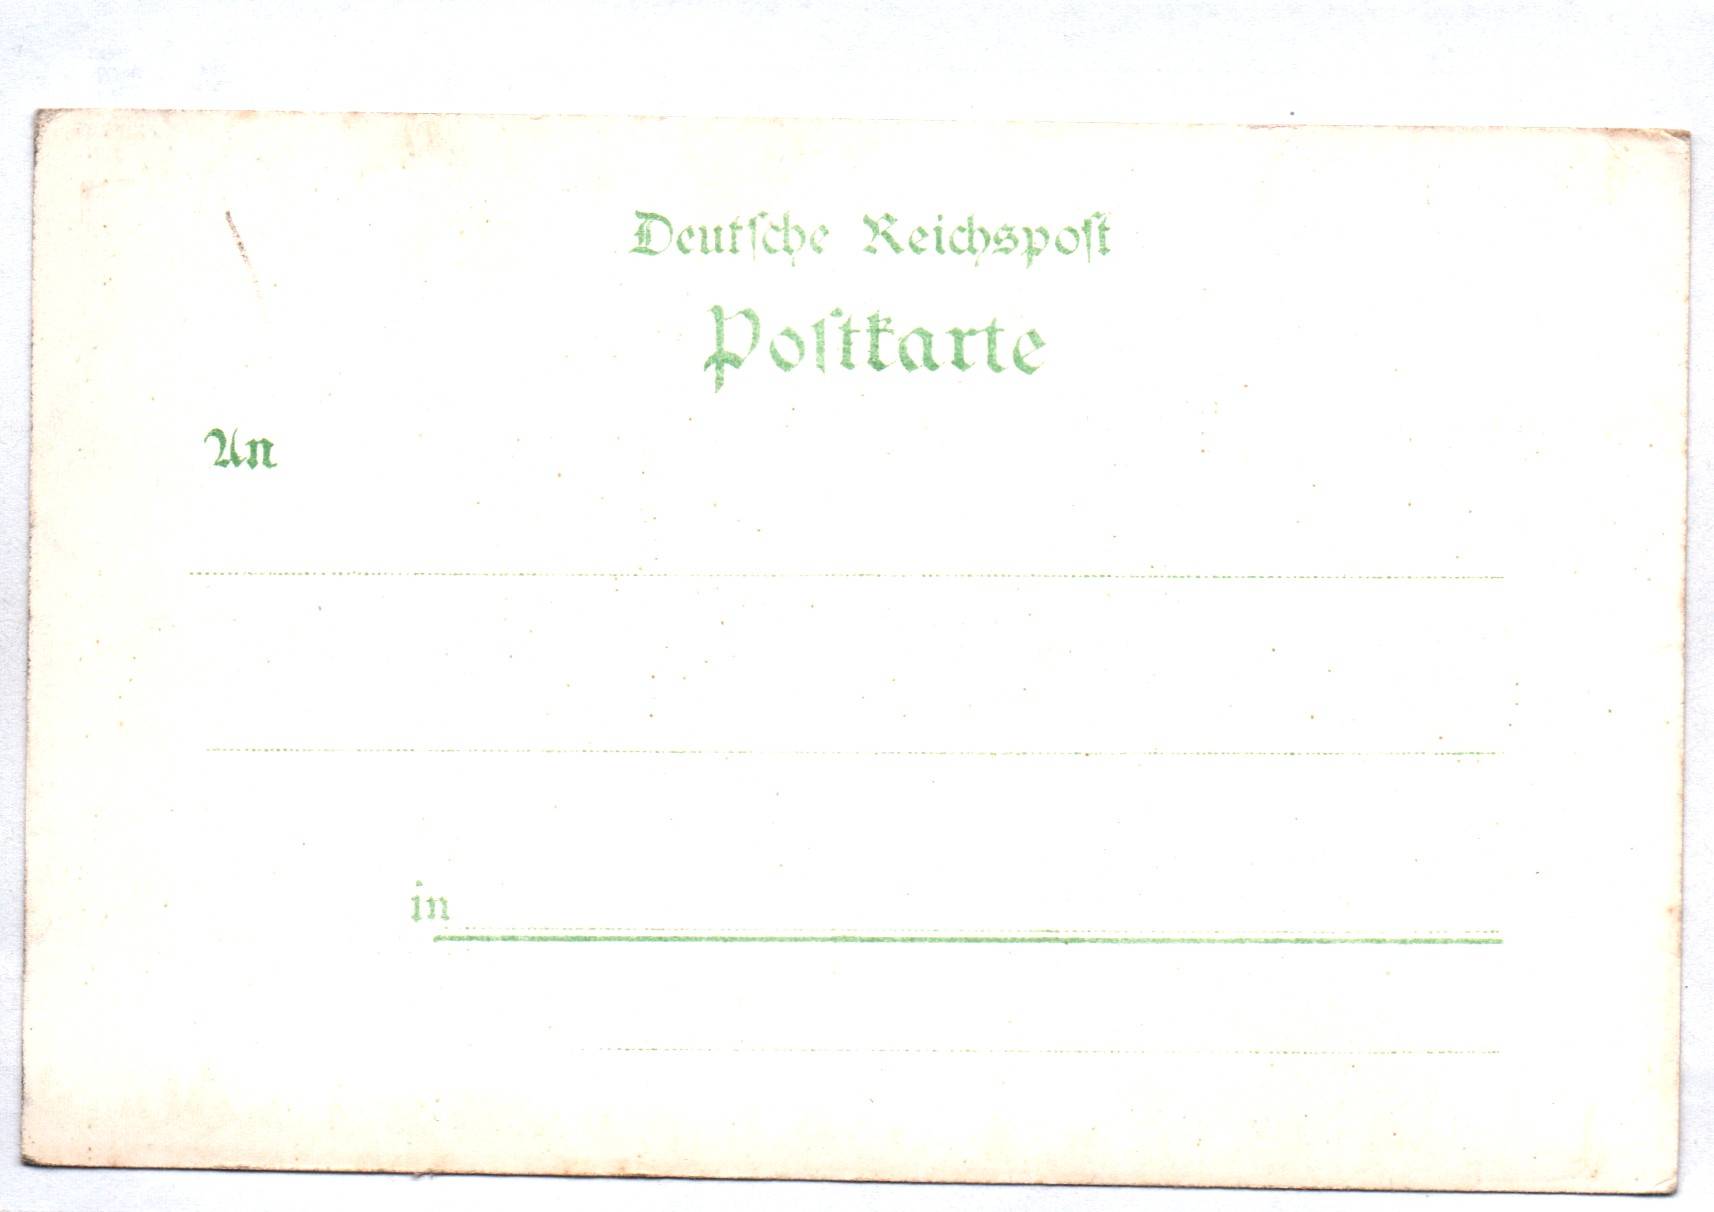 Deutſche Reichspoſt
Poſtkarte
An
in